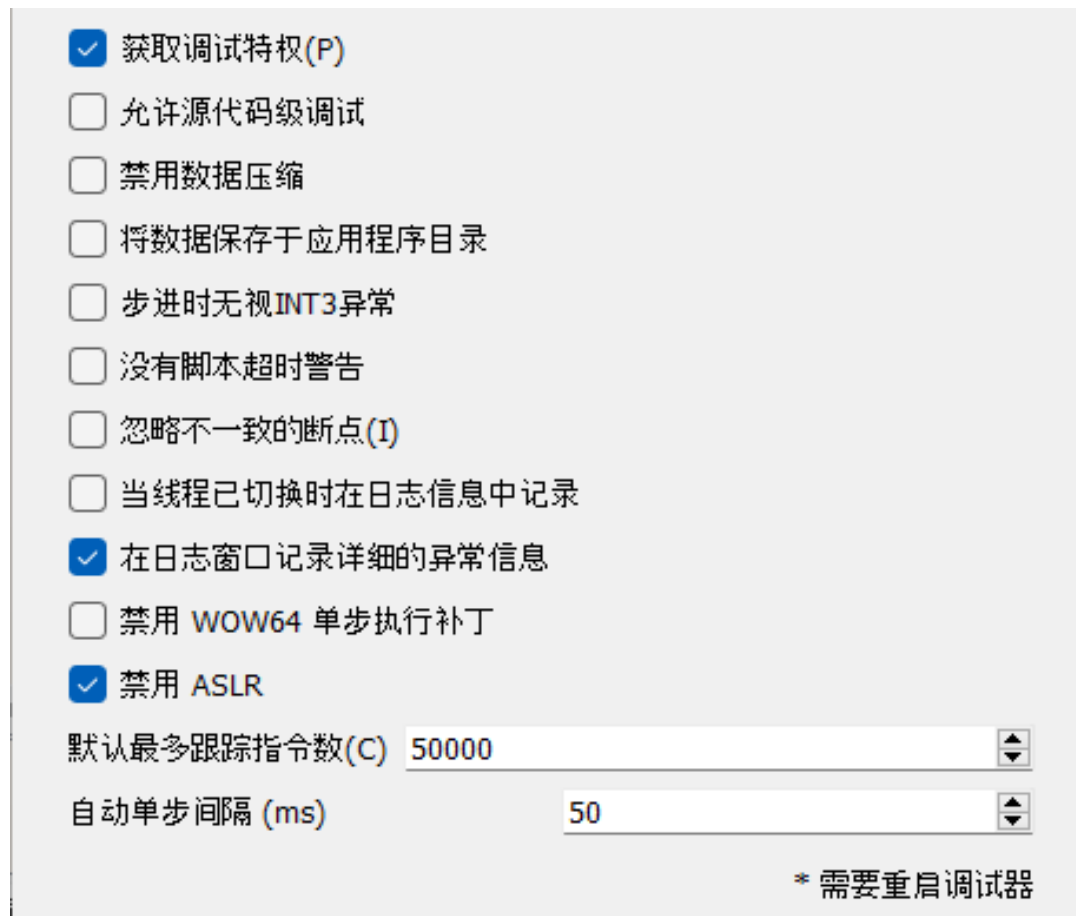 获取调试特权(P)
允许源代码级调试
禁用数据压缩
将数据保存于应用程序目录
步进时无视INT3异常
没有脚本超时警告
忽略不一致的断点(I)
当线程已切换时在日志信息中记录
在日志窗口记录详细的异常信息
禁用 WOW64 单步执行补丁
禁用 ASLR
默认最多跟踪指令数(C) 50000
自动单步间隔 (ms) 50
* 需要重启调试器